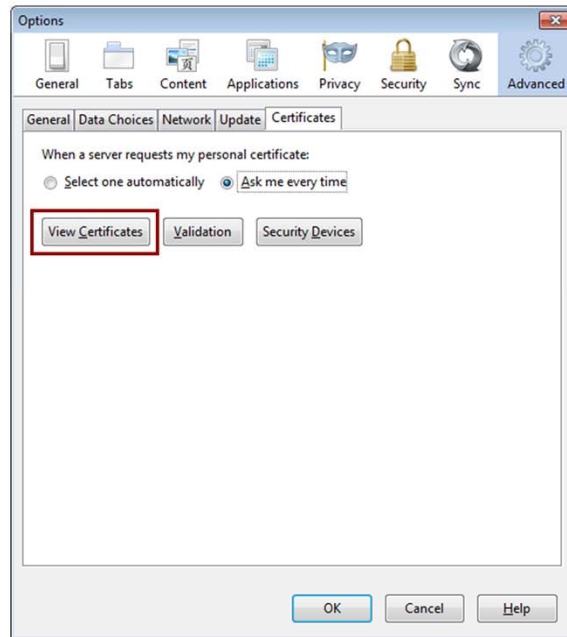 Options
General Tabs Content Applications Privacy Security Sync Advanced
General Data Choices Network Update Certificates
When a server requests my personal certificate:
Select one automatically Ask me every time
View Certificates Validation Security Devices
OK Cancel Help